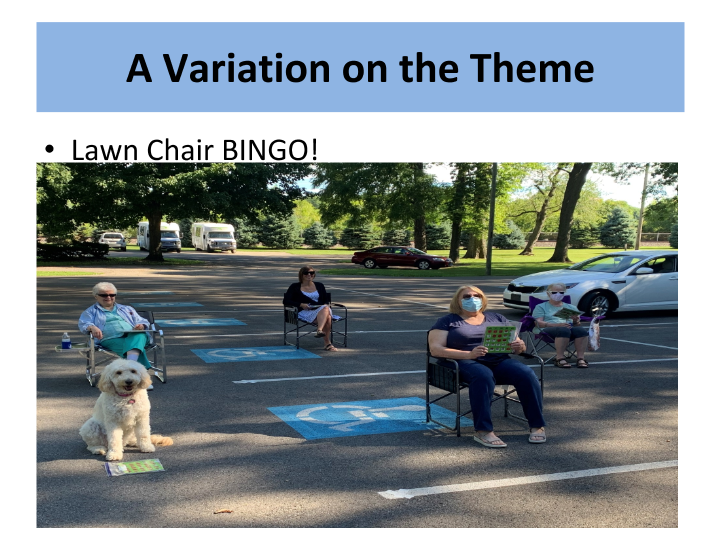 A Variation on the Theme
• Lawn Chair BINGO!